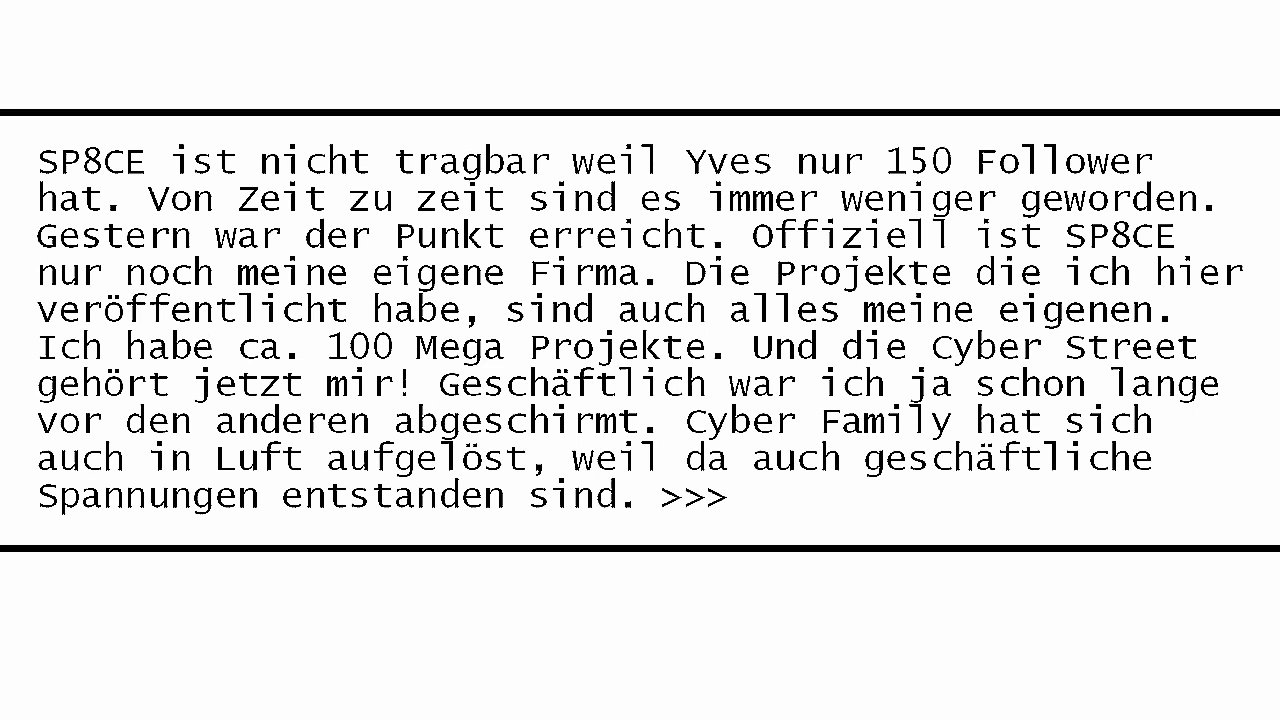 SP8CE ist nicht tragbar weil Yves nur 150 Follower
hat. Von Zeit zu zeit sind es immer weniger geworden.
Gestern war der Punkt erreicht. Offiziell ist SP8CE
nur noch meine eigene Firma. Die Projekte die ich hier
veröffentlicht habe, sind auch alles meine eigenen.
Ich habe ca. 100 Mega Projekte. Und die Cyber Street
gehört jetzt mir! Geschäftlich war ich ja schon lange
vor den anderen abgeschirmt. Cyber Family hat sich
auch in Luft aufgelöst, weil da auch geschäftliche
Spannungen entstanden sind. >>>